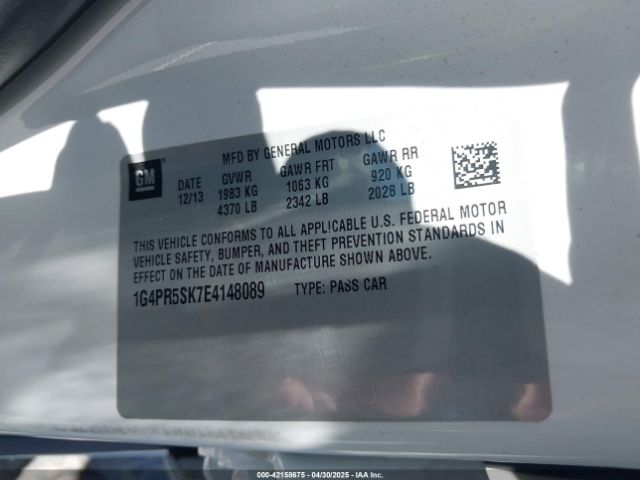 MFD BY GENERAL MOTORS LLC
GM
DATE GVWR GAWR FRT GAWR RR
12/13 1983 KG 1063 KG 920 KG
4370 LB 2342 LB 2028 LB
THIS VEHICLE CONFORMS TO ALL APPLICABLE U.S. FEDERAL MOTOR
VEHICLE SAFETY, BUMPER, AND THEFT PREVENTION STANDARDS IN
EFFECT ON THE DATE OF MANUFACTURE SHOWN ABOVE.
1G4PR5SK7E4148089 TYPE: PASS CAR
000-42158675 - 04/30/2025 - IAAI.COM